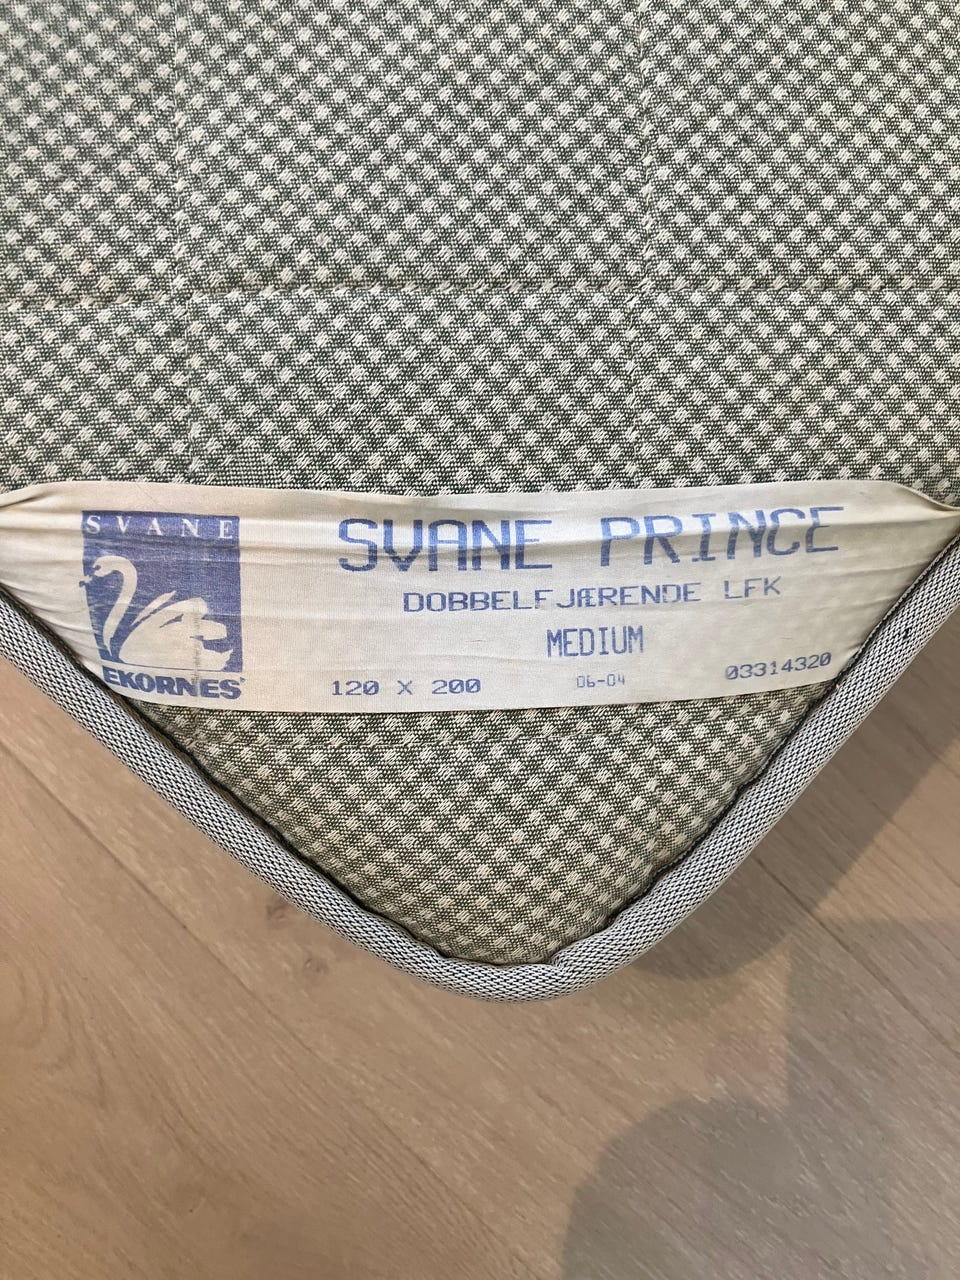 SVANE
EKORNES
SVANE PRINCE
DOBBELFJÆRENDE LFK
MEDIUM
120 X 200 06-04 03314320